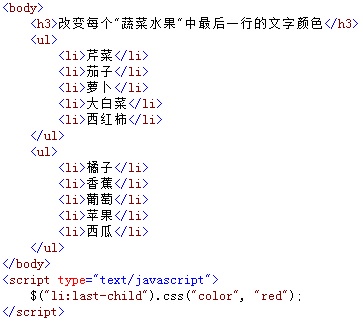 <body>
<h3>改变每个"蔬菜水果"中最后一行的文字颜色</h3>
<ul>
<li>芹菜</li>
<li>茄子</li>
<li>萝卜</li>
<li>大白菜</li>
<li>西红柿</li>
</ul>
<ul>
<li>橘子</li>
<li>香蕉</li>
<li>葡萄</li>
<li>苹果</li>
<li>西瓜</li>
</ul>
</body>
<script type="text/javascript">
$("li:last-child").css("color", "red");
</script>